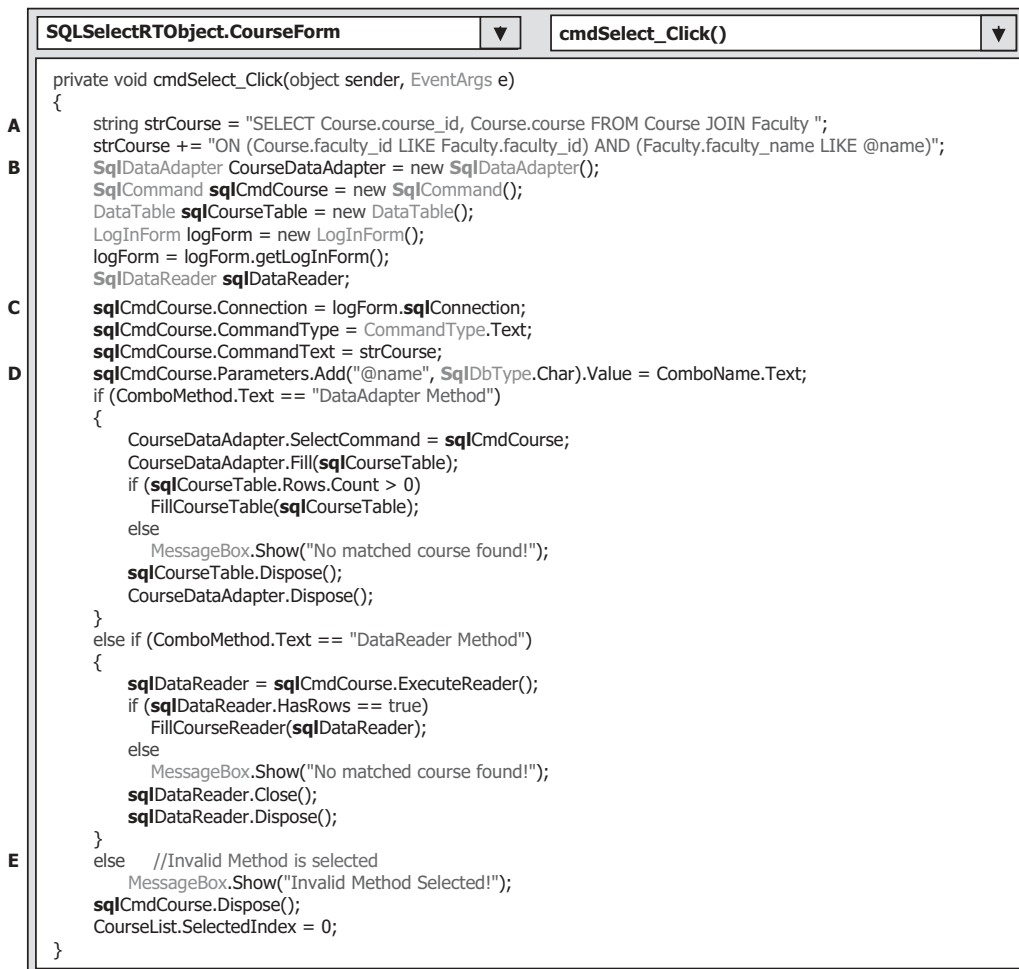 SQLSelectRTObject.CourseForm ▼ cmdSelect_Click() ▼
private void cmdSelect_Click(object sender, EventArgs e)
{
A string strCourse = "SELECT Course.course_id, Course.course FROM Course JOIN Faculty ";
strCourse += "ON (Course.faculty_id LIKE Faculty.faculty_id) AND (Faculty.faculty_name LIKE @name)";
B SqlDataAdapter CourseDataAdapter = new SqlDataAdapter();
SqlCommand sqlCmdCourse = new SqlCommand();
DataTable sqlCourseTable = new DataTable();
LogInForm logForm = new LogInForm();
logForm = logForm.getLogInForm();
SqlDataReader sqlDataReader;
C sqlCmdCourse.Connection = logForm.sqlConnection;
sqlCmdCourse.CommandType = CommandType.Text;
sqlCmdCourse.CommandText = strCourse;
D sqlCmdCourse.Parameters.Add("@name", SqlDbType.Char).Value = ComboName.Text;
if (ComboMethod.Text == "DataAdapter Method")
{
CourseDataAdapter.SelectCommand = sqlCmdCourse;
CourseDataAdapter.Fill(sqlCourseTable);
if (sqlCourseTable.Rows.Count > 0)
FillCourseTable(sqlCourseTable);
else
MessageBox.Show("No matched course found!");
sqlCourseTable.Dispose();
CourseDataAdapter.Dispose();
}
else if (ComboMethod.Text == "DataReader Method")
{
sqlDataReader = sqlCmdCourse.ExecuteReader();
if (sqlDataReader.HasRows == true)
FillCourseReader(sqlDataReader);
else
MessageBox.Show("No matched course found!");
sqlDataReader.Close();
sqlDataReader.Dispose();
}
E else //Invalid Method is selected
MessageBox.Show("Invalid Method Selected!");
sqlCmdCourse.Dispose();
CourseList.SelectedIndex = 0;
}